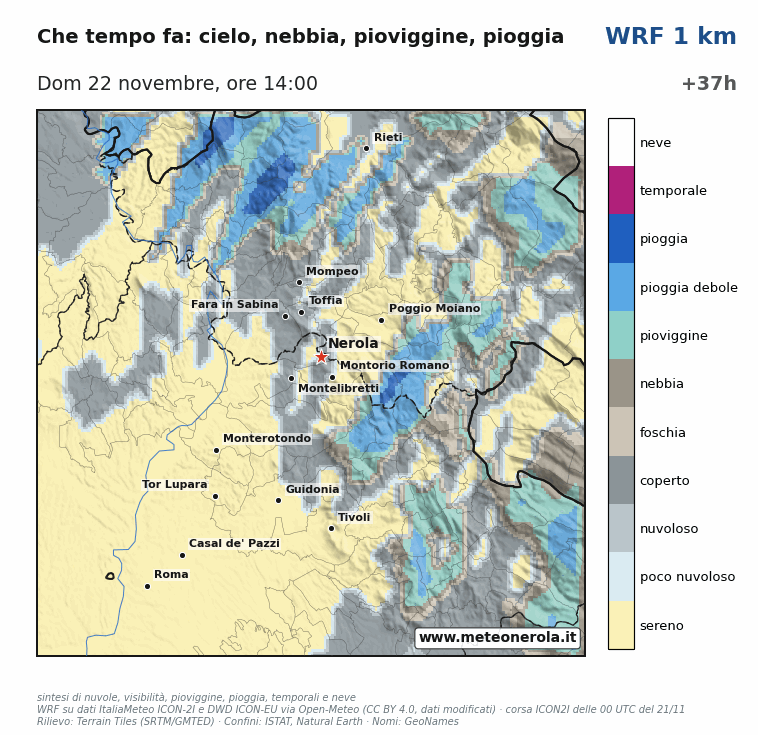 Che tempo fa: cielo, nebbia, pioviggine, pioggia
WRF 1 km
Dom 22 novembre, ore 14:00
+37h
Rieti
Mompeo
Fara in Sabina
Toffia
Poggio Moiano
Nerola
Montorio Romano
Montelibretti
Monterotondo
Tor Lupara
Guidonia
Tivoli
Casal de' Pazzi
Roma
www.meteonerola.it
neve
temporale
pioggia
pioggia debole
pioviggine
nebbia
foschia
coperto
nuvoloso
poco nuvoloso
sereno
sintesi di nuvole, visibilità, pioviggine, pioggia, temporali e neve
WRF su dati ItaliaMeteo ICON-2I e DWD ICON-EU via Open-Meteo (CC BY 4.0, dati modificati) · corsa ICON2I delle 00 UTC del 21/11
Rilievo: Terrain Tiles (SRTM/GMTED) · Confini: ISTAT, Natural Earth · Nomi: GeoNames